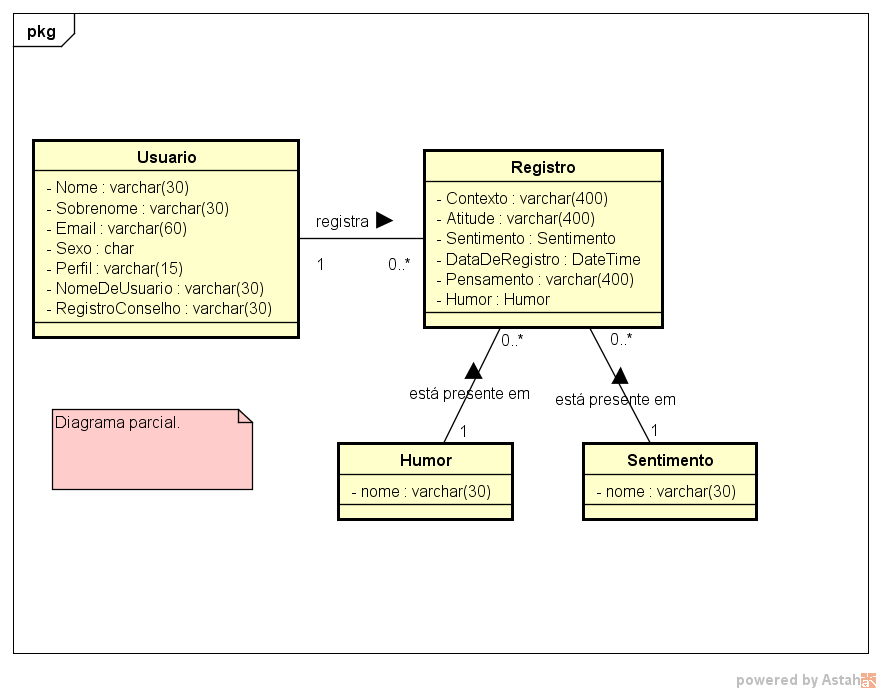 pkg
Usuario
- Nome : varchar(30)
- Sobrenome : varchar(30)
- Email : varchar(60)
- Sexo : char
- Perfil : varchar(15)
- NomeDeUsuario : varchar(30)
- RegistroConselho : varchar(30)
registra
1
0..*
Registro
- Contexto : varchar(400)
- Atitude : varchar(400)
- Sentimento : Sentimento
- DataDeRegistro : DateTime
- Pensamento : varchar(400)
- Humor : Humor
0..*
0..*
está presente em
está presente em
1
1
Diagrama parcial.
Humor
- nome : varchar(30)
Sentimento
- nome : varchar(30)
powered by Astah